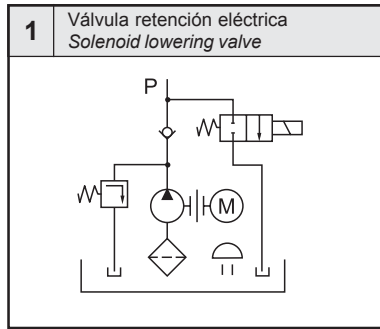 1
Válvula retención eléctrica
Solenoid lowering valve
P
M